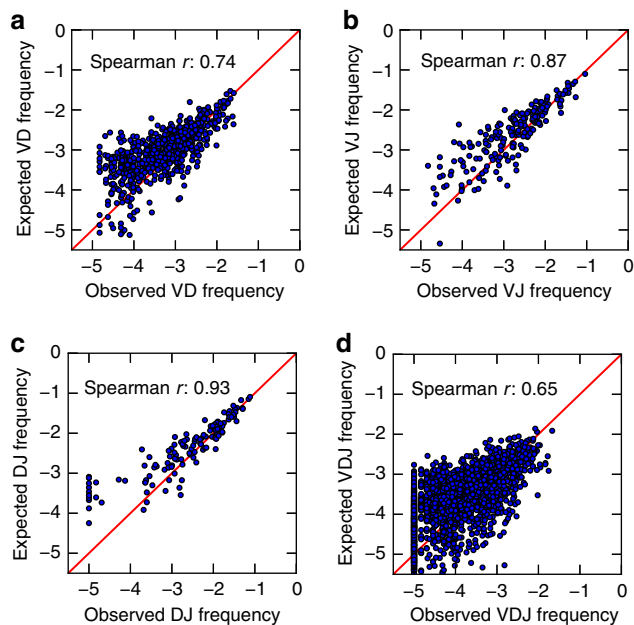 a
0
Spearman r: 0.74
−1
−2
−3
−4
−5
Expected VD frequency
−5 −4 −3 −2 −1 0
Observed VD frequency
b
0
Spearman r: 0.87
−1
−2
−3
−4
−5
Expected VJ frequency
−5 −4 −3 −2 −1 0
Observed VJ frequency
c
0
Spearman r: 0.93
−1
−2
−3
−4
−5
Expected DJ frequency
−5 −4 −3 −2 −1 0
Observed DJ frequency
d
0
Spearman r: 0.65
−1
−2
−3
−4
−5
Expected VDJ frequency
−5 −4 −3 −2 −1 0
Observed VDJ frequency